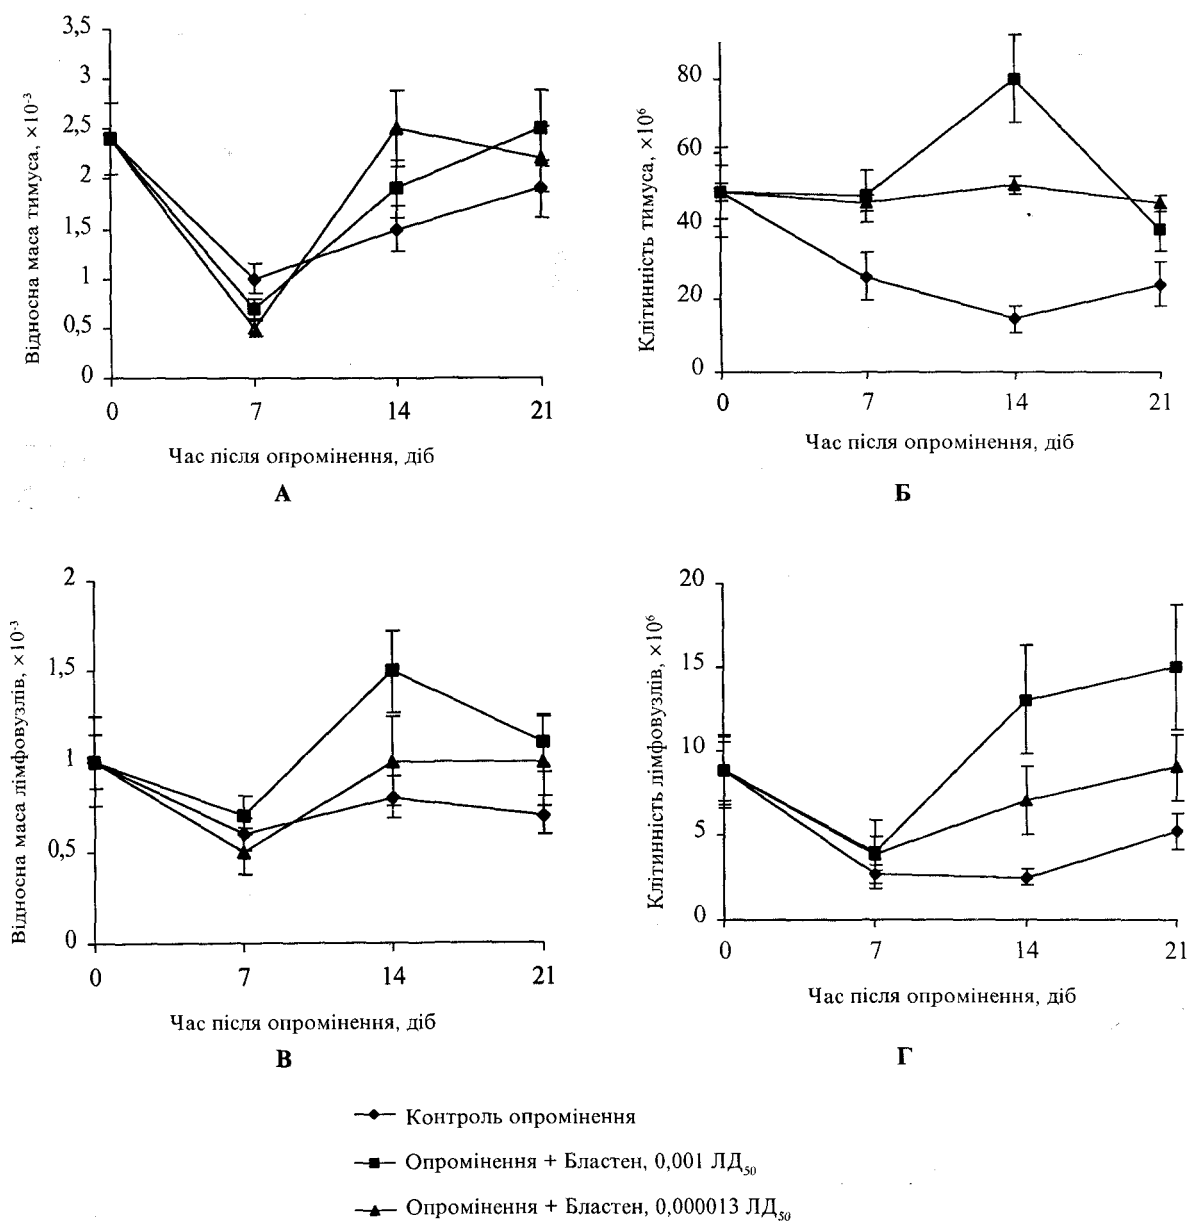 Відносна маса тимуса, ×10⁻³
3,5
3
2,5
2
1,5
1
0,5
0
0 7 14 21
Час після опромінення, діб
А
Клітинність тимуса, ×10⁶
80
60
40
20
0
0 7 14 21
Час після опромінення, діб
Б
Відносна маса лімфовузлів, ×10⁻³
2
1,5
1
0,5
0
0 7 14 21
Час після опромінення, діб
В
Клітинність лімфовузлів, ×10⁶
20
15
10
5
0
0 7 14 21
Час після опромінення, діб
Г
Контроль опромінення
Опромінення + Бластен, 0,001 ЛД₅₀
Опромінення + Бластен, 0,000013 ЛД₅₀